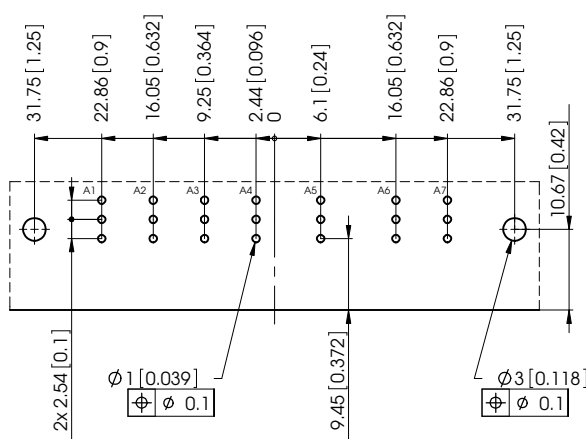 31.75 [1.25]
22.86 [0.9]
16.05 [0.632]
9.25 [0.364]
2.44 [0.096]
0
6.1 [0.24]
16.05 [0.632]
22.86 [0.9]
31.75 [1.25]
10.67 [0.42]
A1 A2 A3 A4 A5 A6 A7
2x 2.54 [0.1]
Ø1 [0.039]
⌖ Ø 0.1
9.45 [0.372]
Ø3 [0.118]
⌖ Ø 0.1